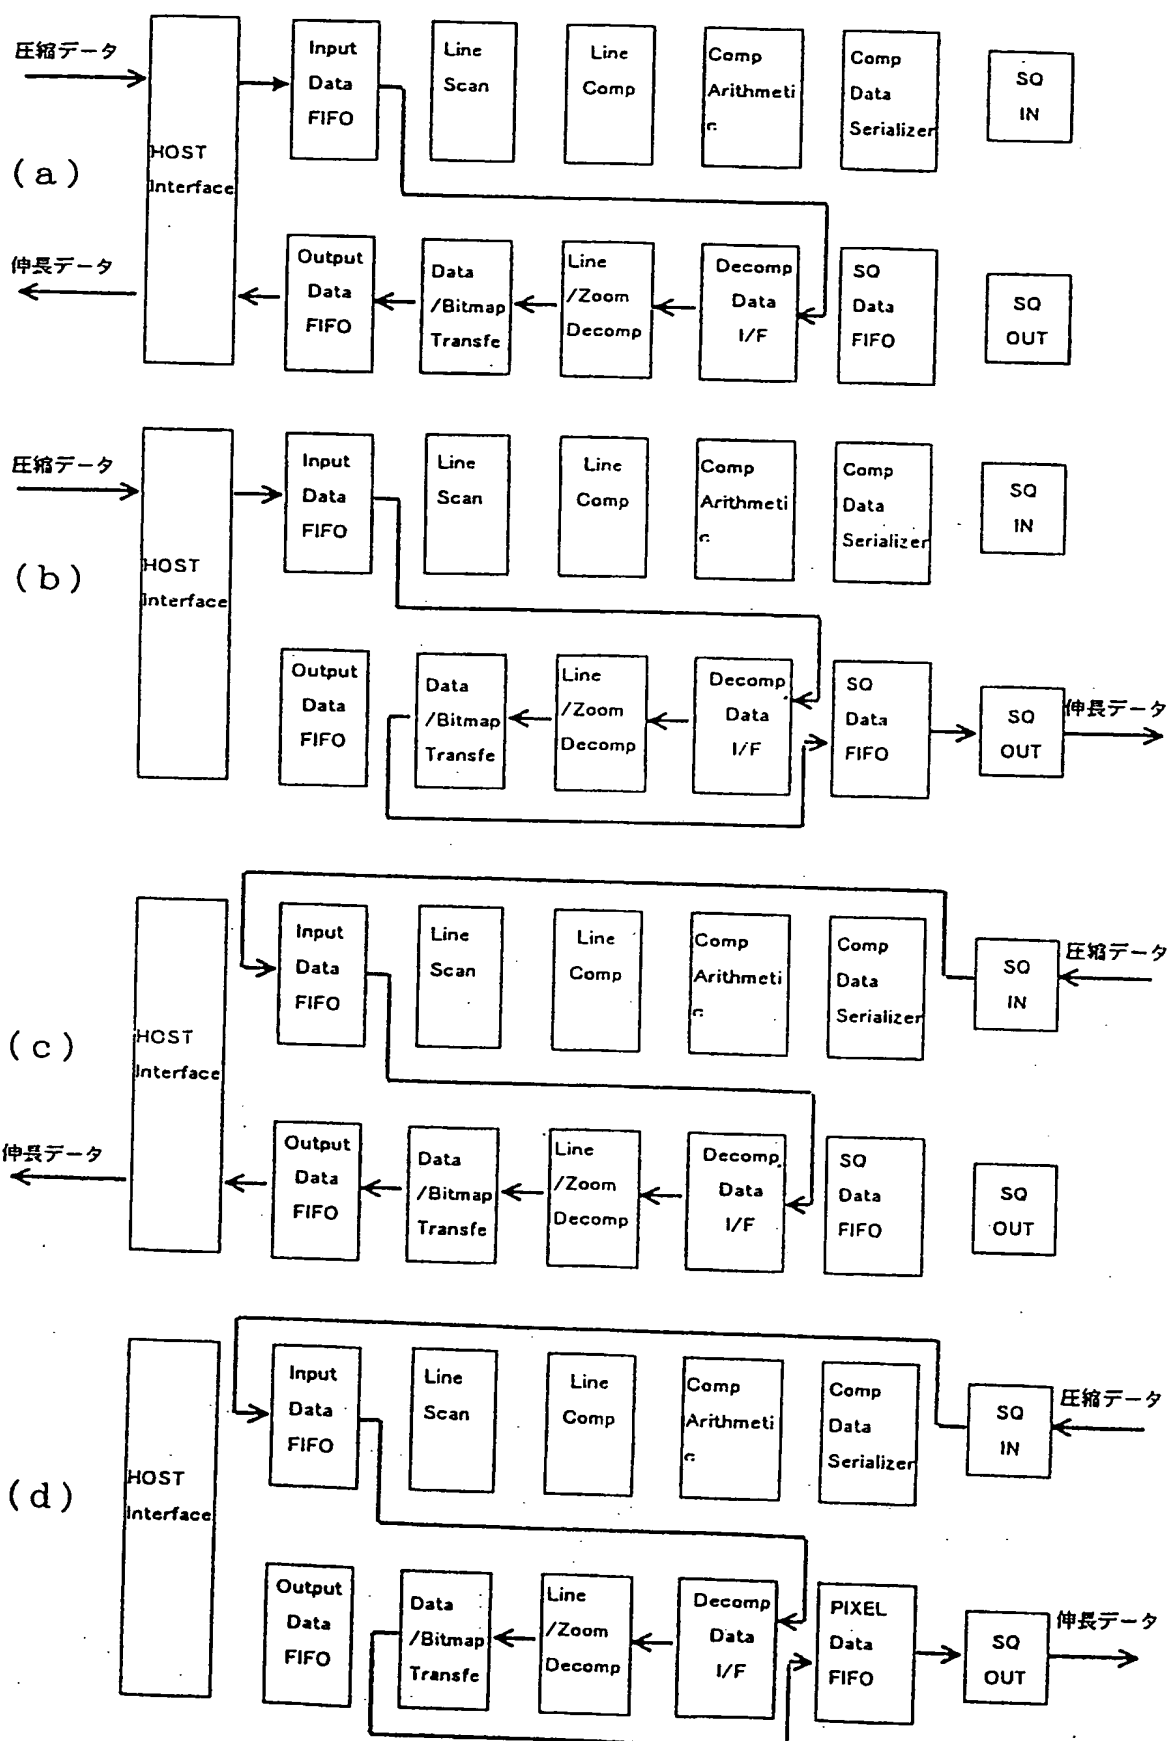 圧縮データ
Input
Data
FIFO
Line
Scan
Line
Comp
Comp
Arithmeti
c
Comp
Data
Serializer
SQ
IN
(a)
HOST
Interface
伸長データ
Output
Data
FIFO
Data
/Bitmap
Transfe
Line
/Zoom
Decomp
Decomp
Data
I/F
SQ
Data
FIFO
SQ
OUT
圧縮データ
Input
Data
FIFO
Line
Scan
Line
Comp
Comp
Arithmeti
c
Comp
Data
Serializer
SQ
IN
(b)
HOST
Interface
Output
Data
FIFO
Data
/Bitmap
Transfe
Line
/Zoom
Decomp
Decomp
Data
I/F
SQ
Data
FIFO
SQ
OUT
伸長データ
Input
Data
FIFO
Line
Scan
Line
Comp
Comp
Arithmeti
c
Comp
Data
Serializer
SQ
IN
圧縮データ
(c)
HOST
Interface
伸長データ
Output
Data
FIFO
Data
/Bitmap
Transfe
Line
/Zoom
Decomp
Decomp
Data
I/F
SQ
Data
FIFO
SQ
OUT
Input
Data
FIFO
Line
Scan
Line
Comp
Comp
Arithmeti
c
Comp
Data
Serializer
SQ
IN
圧縮データ
(d)
HOST
Interface
Output
Data
FIFO
Data
/Bitmap
Transfe
Line
/Zoom
Decomp
Decomp
Data
I/F
PIXEL
Data
FIFO
SQ
OUT
伸長データ